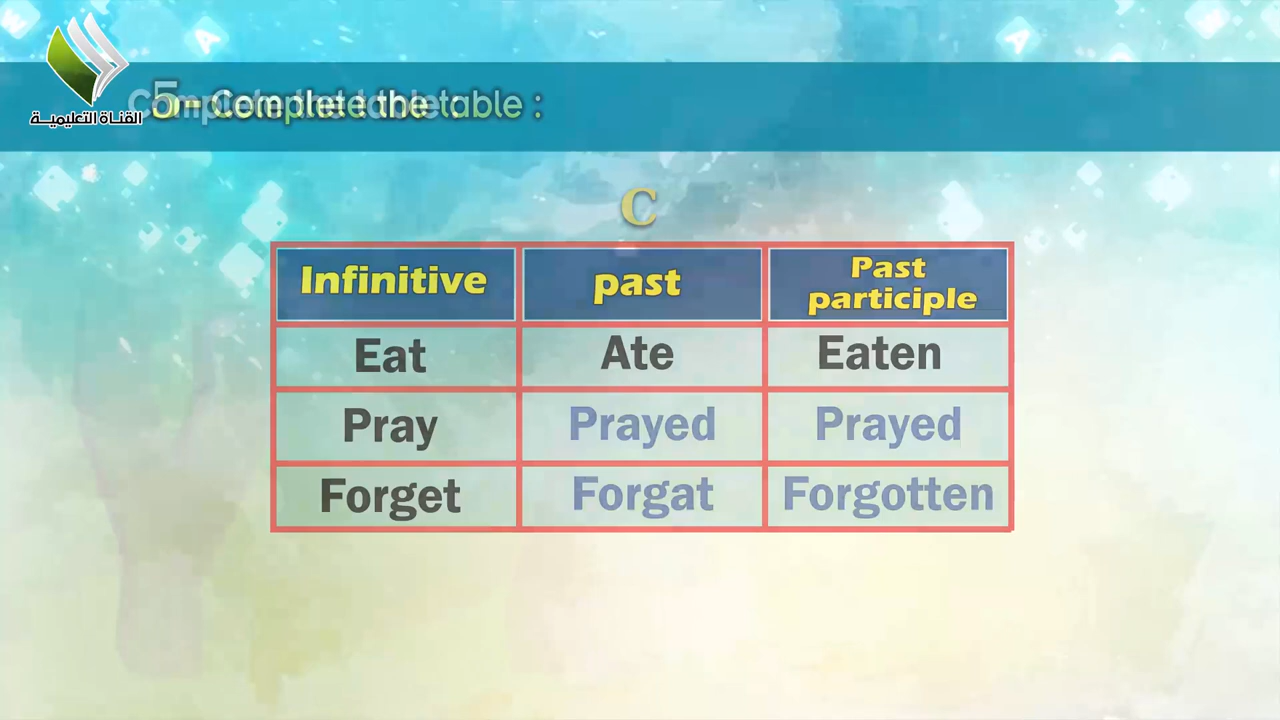 القناة التعليمية
5- Complete the table :
C
Infinitive past Past participle
Eat Ate Eaten
Pray Prayed Prayed
Forget Forgat Forgotten